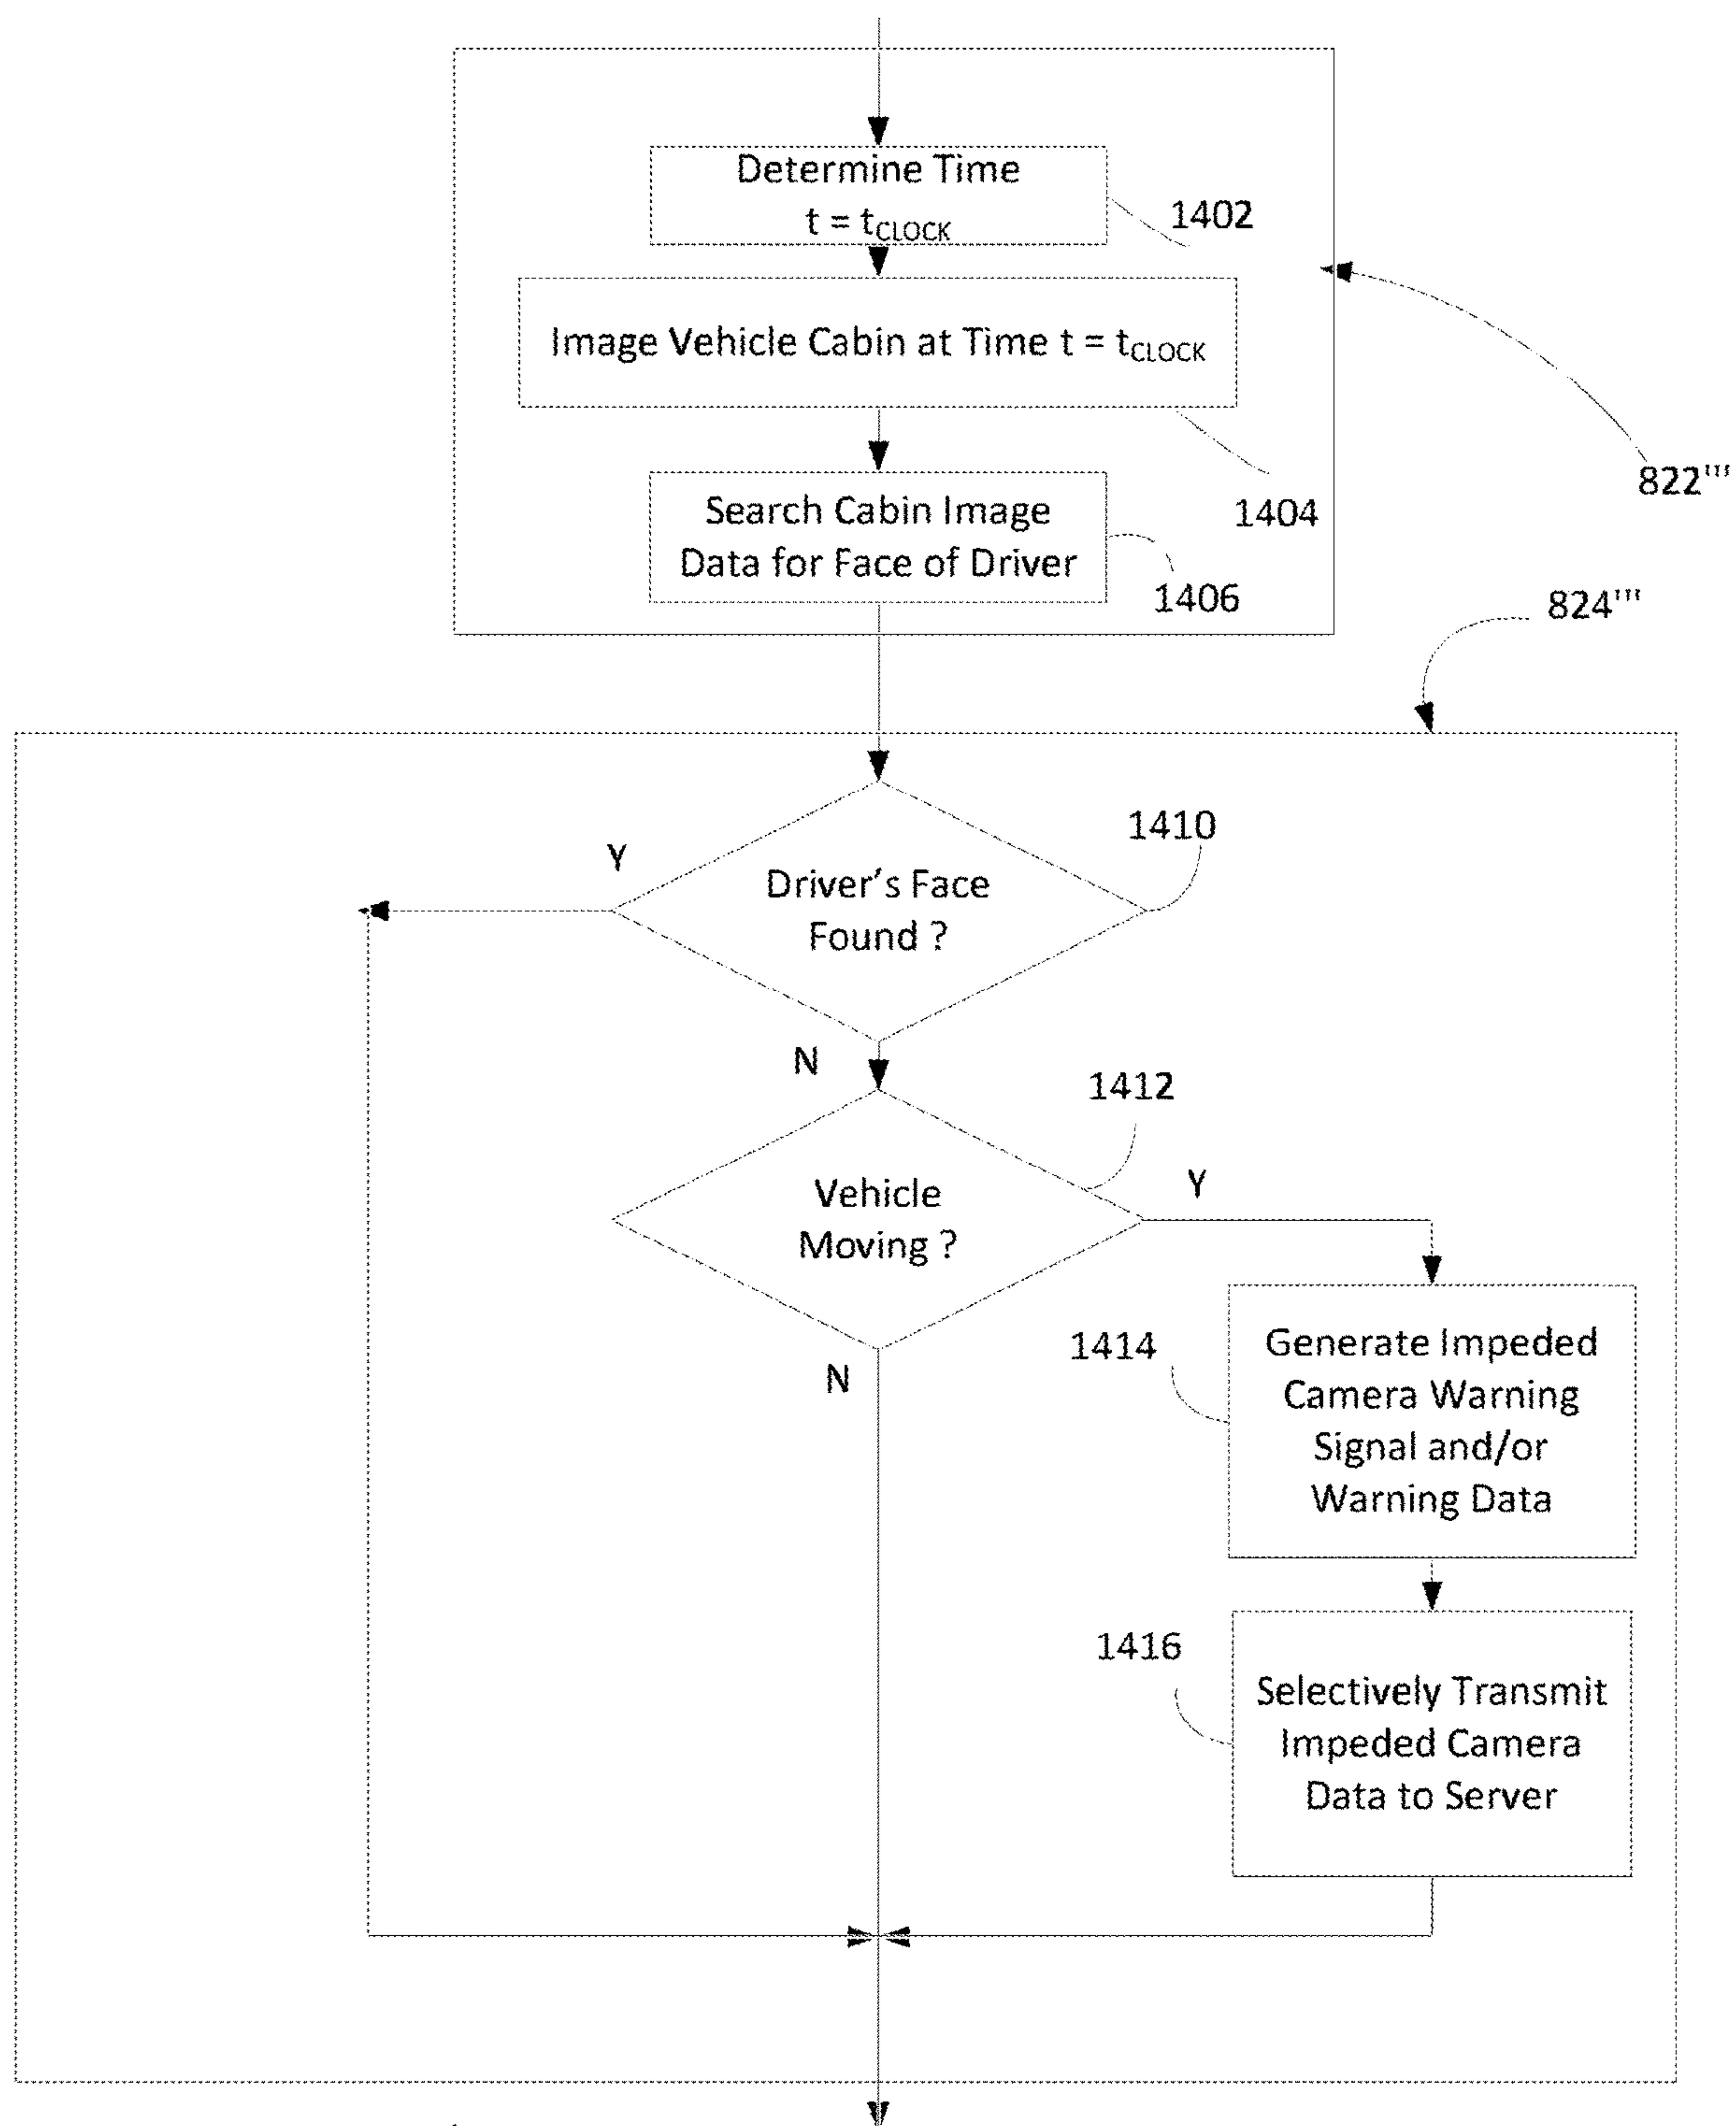 Determine Time
t = tCLOCK
1402
Image Vehicle Cabin at Time t = tCLOCK
822'''
1404
Search Cabin Image
Data for Face of Driver
1406
824'''
1410
Y
Driver's Face
Found ?
N
1412
Y
Vehicle
Moving ?
N
1414
Generate Impeded
Camera Warning
Signal and/or
Warning Data
1416
Selectively Transmit
Impeded Camera
Data to Server